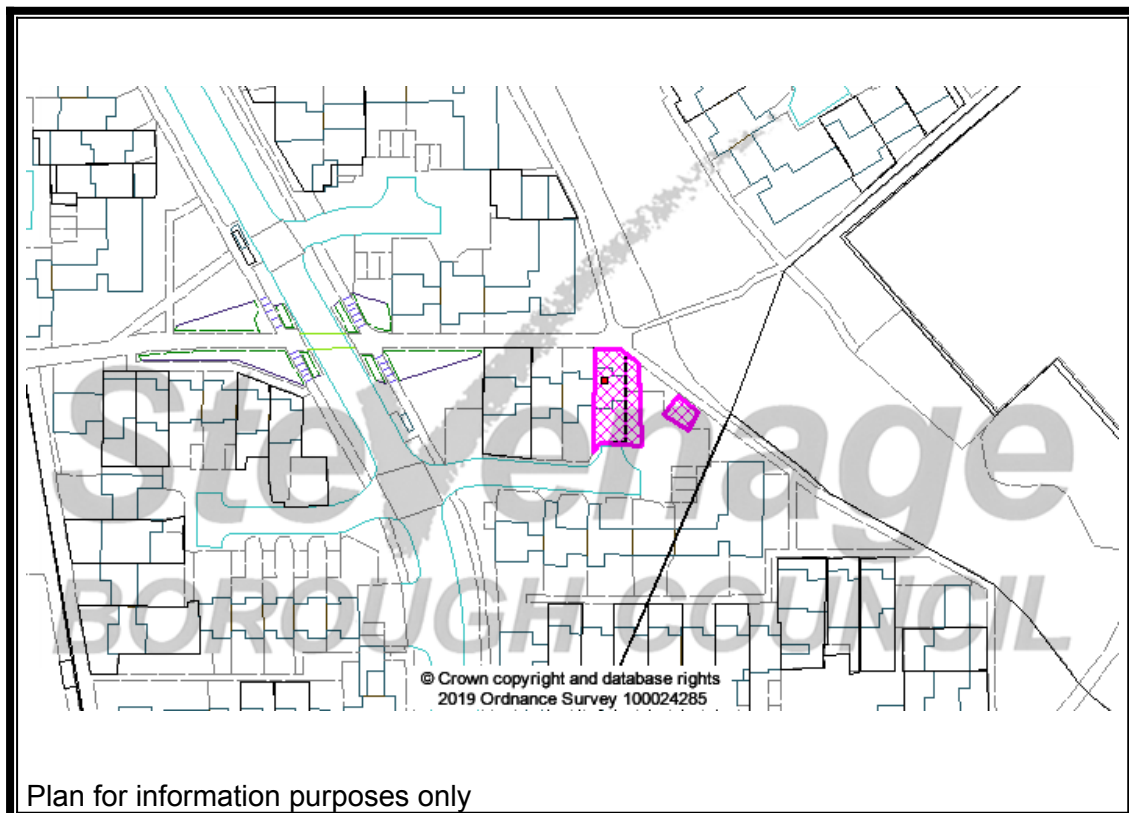 Stevenage
BOROUGH COUNCIL
© Crown copyright and database rights
2019 Ordnance Survey 100024285
Plan for information purposes only